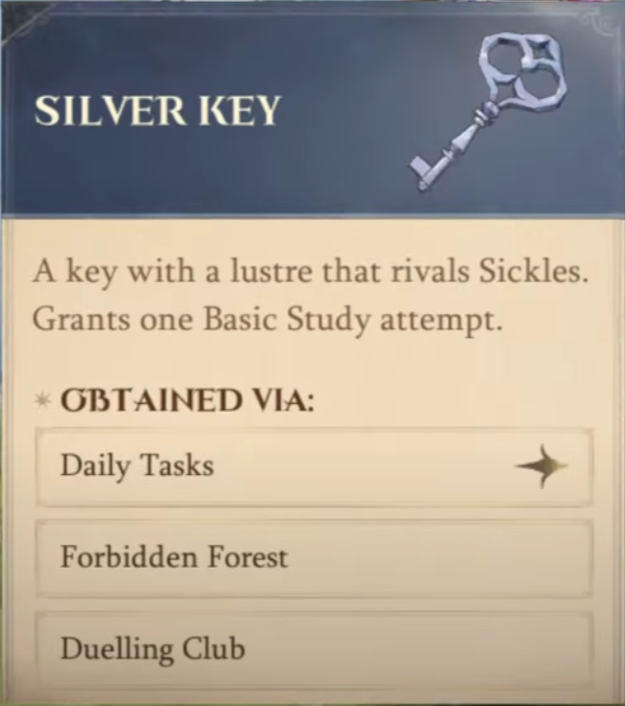 SILVER KEY
A key with a lustre that rivals Sickles.
Grants one Basic Study attempt.
OBTAINED VIA:
Daily Tasks
Forbidden Forest
Duelling Club